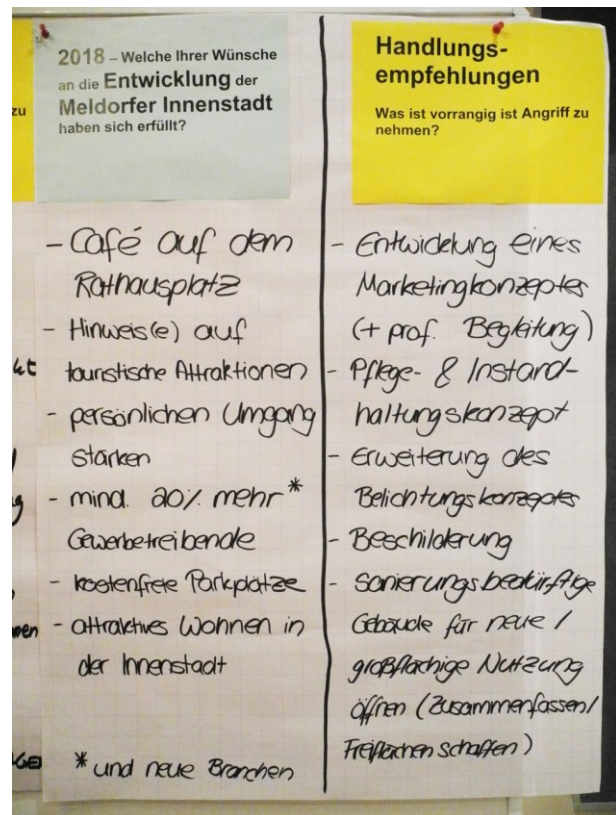 zu
2018 – Welche Ihrer Wünsche
an die Entwicklung der
Meldorfer Innenstadt
haben sich erfüllt?
- Café auf dem
Rathausplatz
- Hinweis(e) auf
touristische Attraktionen
- persönlichen Umgang
stärken
- mind. 20% mehr*
Gewerbetreibende
- kostenfreie Parkplätze
- attraktives Wohnen in
der Innenstadt
* und neue Branchen
Handlungs-
empfehlungen
Was ist vorrangig ist Angriff zu
nehmen?
- Entwicklung eines
Marketingkonzeptes
(+ prof. Begleitung)
- Pflege- & Instand-
haltungskonzept
- Erweiterung des
Belichtungskonzeptes
- Beschilderung
- sanierungsbedürftige
Gebäude für neue /
großflächige Nutzung
öffnen (Zusammenfassen/
Freiflächen schaffen)